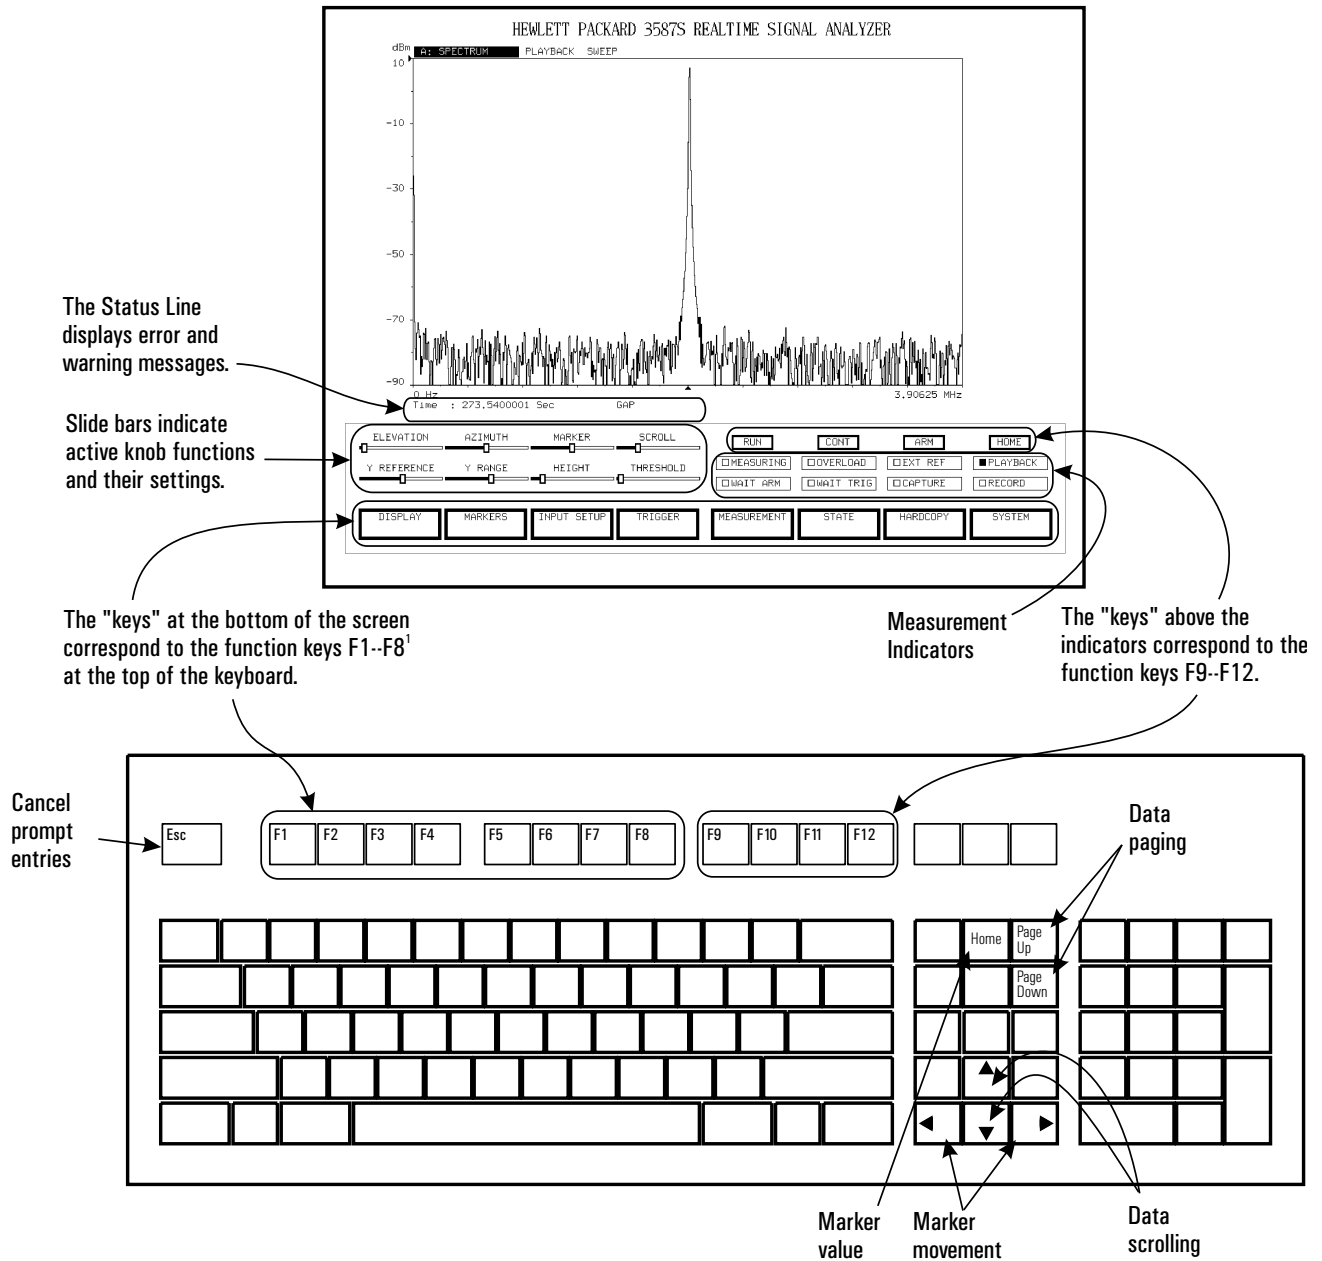 HEWLETT PACKARD 3587S REALTIME SIGNAL ANALYZER
dBm A: SPECTRUM PLAYBACK SWEEP
10
-10
-30
-50
-70
-90
0 Hz 3.90625 MHz
Time : 273.5400001 Sec GAP
The Status Line
displays error and
warning messages.
Slide bars indicate
active knob functions
and their settings.
ELEVATION AZIMUTH MARKER SCROLL
Y REFERENCE Y RANGE HEIGHT THRESHOLD
RUN CONT ARM HOME
MEASURING OVERLOAD EXT REF PLAYBACK
WAIT ARM WAIT TRIG CAPTURE RECORD
DISPLAY MARKERS INPUT SETUP TRIGGER MEASUREMENT STATE HARDCOPY SYSTEM
The "keys" at the bottom of the screen
correspond to the function keys F1--F8¹
at the top of the keyboard.
Measurement
Indicators
The "keys" above the
indicators correspond to the
function keys F9--F12.
Cancel
prompt
entries
Esc
F1 F2 F3 F4 F5 F6 F7 F8 F9 F10 F11 F12
Data
paging
Home
Page
Up
Page
Down
Marker
value
Marker
movement
Data
scrolling